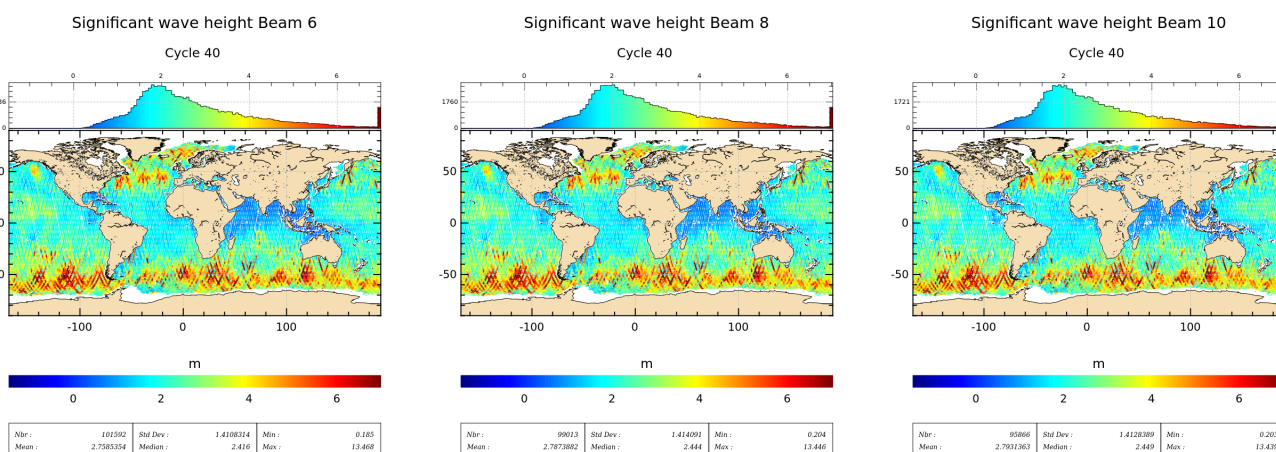 Significant wave height Beam 6
Cycle 40
0 2 4 6
0
50
0
-50
-100 0 100
m
0 2 4 6
Nbr : 101592 Std Dev : 1.4108314 Min : 0.185
Mean : 2.7585354 Median : 2.416 Max : 13.468
Significant wave height Beam 8
Cycle 40
0 2 4 6
1760
0
50
0
-50
-100 0 100
m
0 2 4 6
Nbr : 99013 Std Dev : 1.414091 Min : 0.204
Mean : 2.7873882 Median : 2.444 Max : 13.446
Significant wave height Beam 10
Cycle 40
0 2 4 6
1721
0
50
0
-50
-100 0 100
m
0 2 4 6
Nbr : 95866 Std Dev : 1.4128389 Min : 0.203
Mean : 2.7931363 Median : 2.449 Max : 13.439